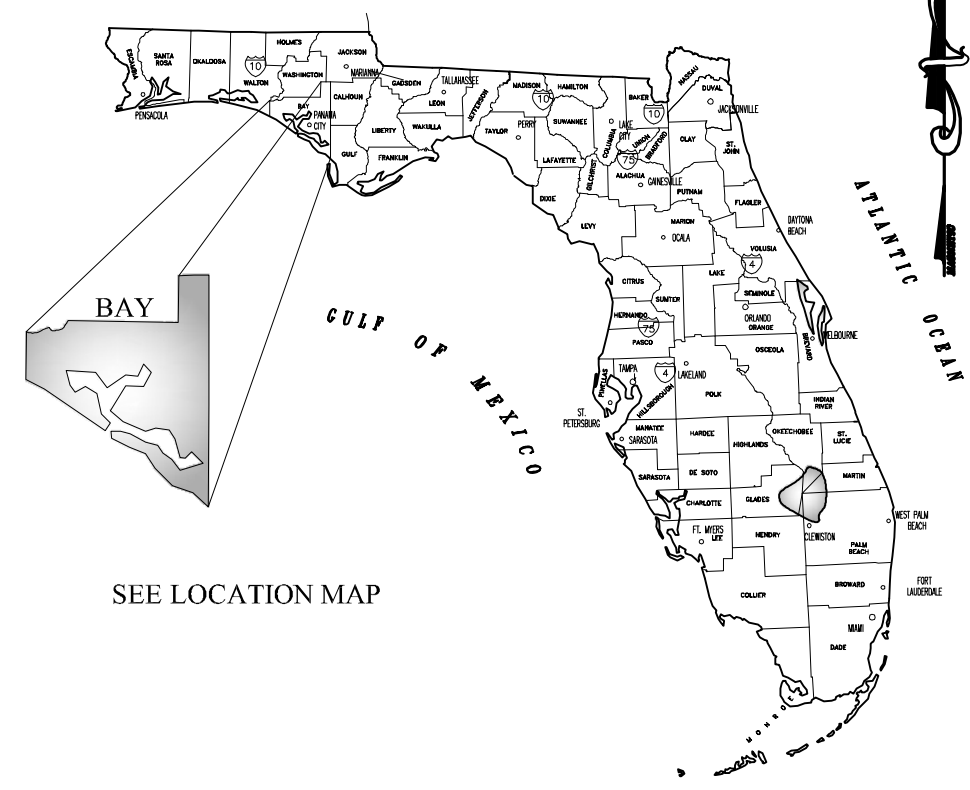 HOLMES
JACKSON
ESCAMBIA
SANTA
ROSA
OKALOOSA
10
WALTON
WASHINGTON
MARIANNA
GADSDEN
TALLAHASSEE
LEON
JEFFERSON
MADISON
10
HAMILTON
BAKER
10
NASSAU
DUVAL
JACKSONVILLE
PENSACOLA
BAY
PANAMA
CITY
CALHOUN
LIBERTY
WAKULLA
GULF
FRANKLIN
TAYLOR
PERRY
SUWANNEE
COLUMBIA
LAKE
CITY
UNION
BRADFORD
CLAY
ST.
JOHN
LAFAYETTE
75
GILCHRIST
ALACHUA
GAINESVILLE
PUTNAM
DIXIE
FLAGLER
LEVY
MARION
OCALA
DAYTONA
BEACH
VOLUSIA
ATLANTIC OCEAN
LAKE
4
CITRUS
SUMTER
SEMINOLE
HERNANDO
75
ORLANDO
ORANGE
PASCO
OSCEOLA
BREVARD
MELBOURNE
BAY
GULF OF MEXICO
PINELLAS
TAMPA
4
LAKELAND
HILLSBOROUGH
POLK
ST.
PETERSBURG
INDIAN
RIVER
MANATEE
SARASOTA
HARDEE
HIGHLANDS
OKEECHOBEE
ST.
LUCIE
SARASOTA
DE SOTO
MARTIN
CHARLOTTE
GLADES
WEST PALM
BEACH
FT. MYERS
LEE
HENDRY
CLEWISTON
PALM
BEACH
SEE LOCATION MAP
COLLIER
BROWARD
FORT
LAUDERDALE
MIAMI
DADE
MONROE